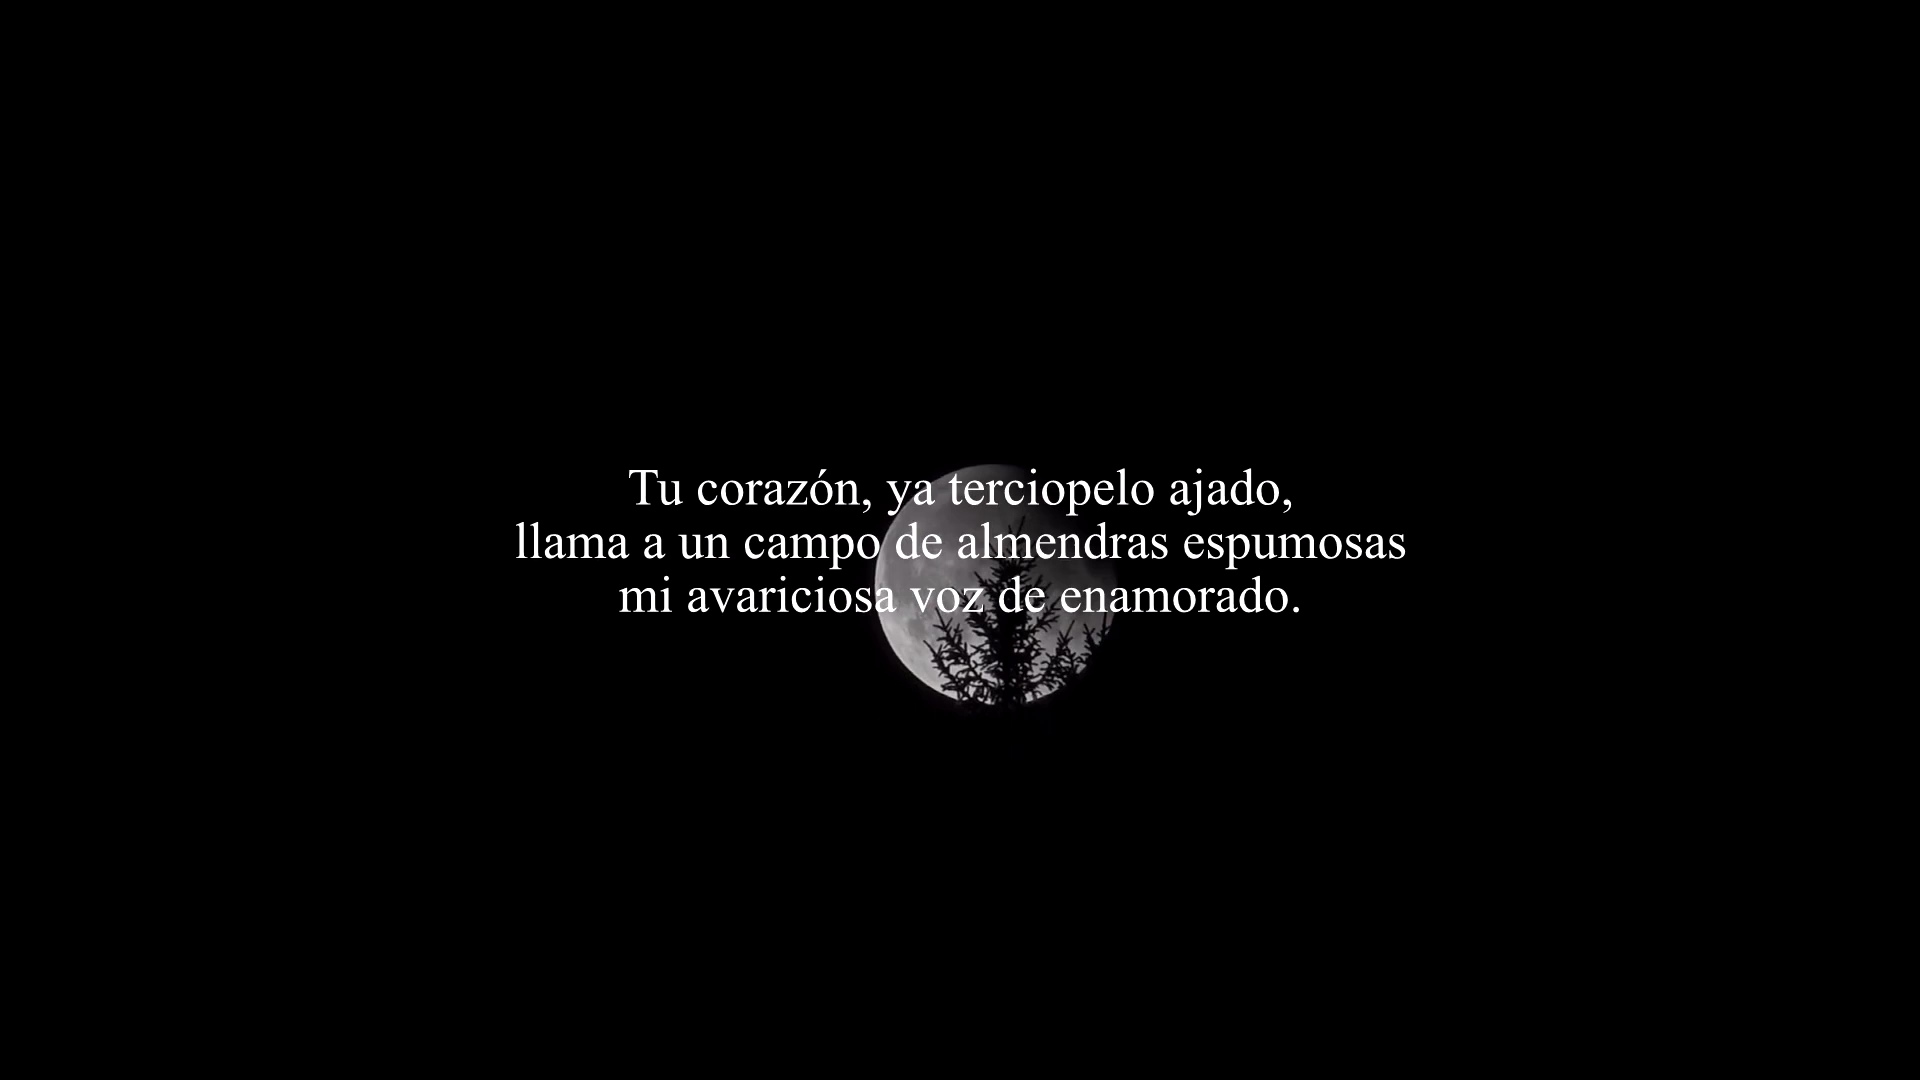 Tu corazón, ya terciopelo ajado,
llama a un campo de almendras espumosas
mi avariciosa voz de enamorado.